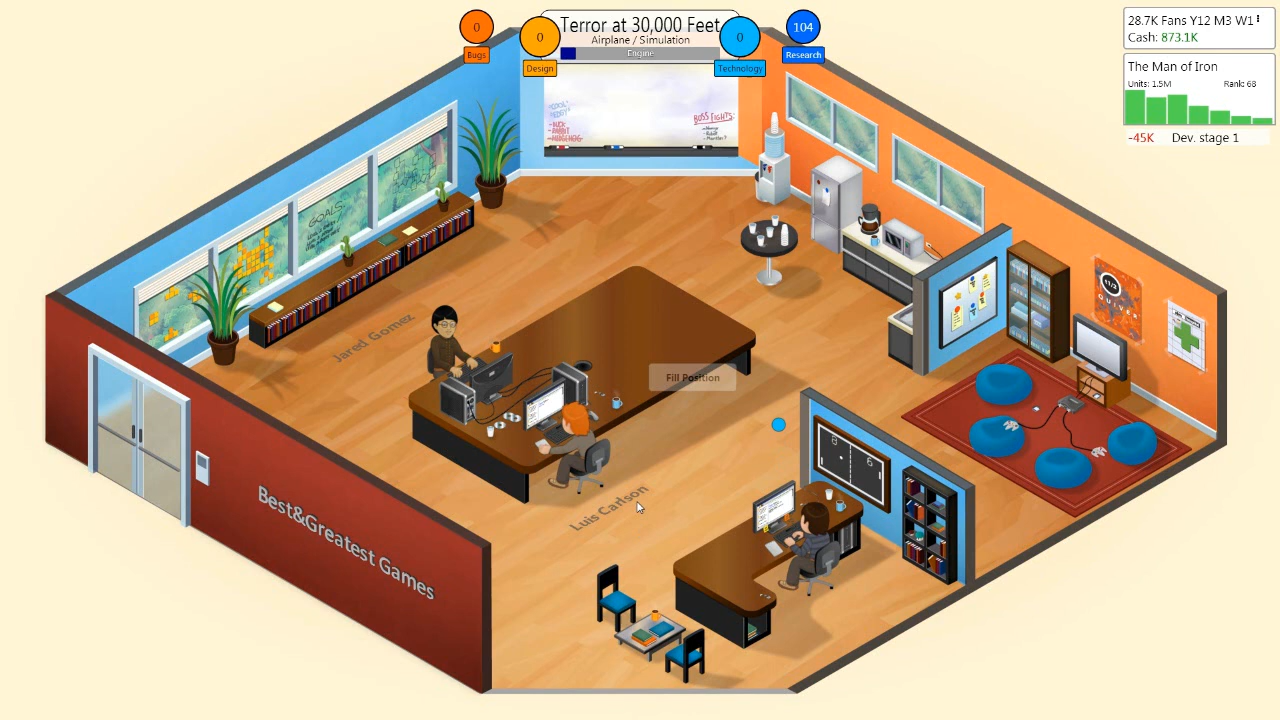 0
Bugs
0
Design
Terror at 30,000 Feet
Airplane / Simulation
Engine
0
Technology
104
Research
28.7K Fans Y12 M3 W1
Cash: 873.1K
The Man of Iron
Units: 1.5M
Rank: 68
-45K
Dev. stage 1
BOSS FIGHTS:
GOALS:
Jared Gomez
Fill Position
Luis Carlson
Best&Greatest Games